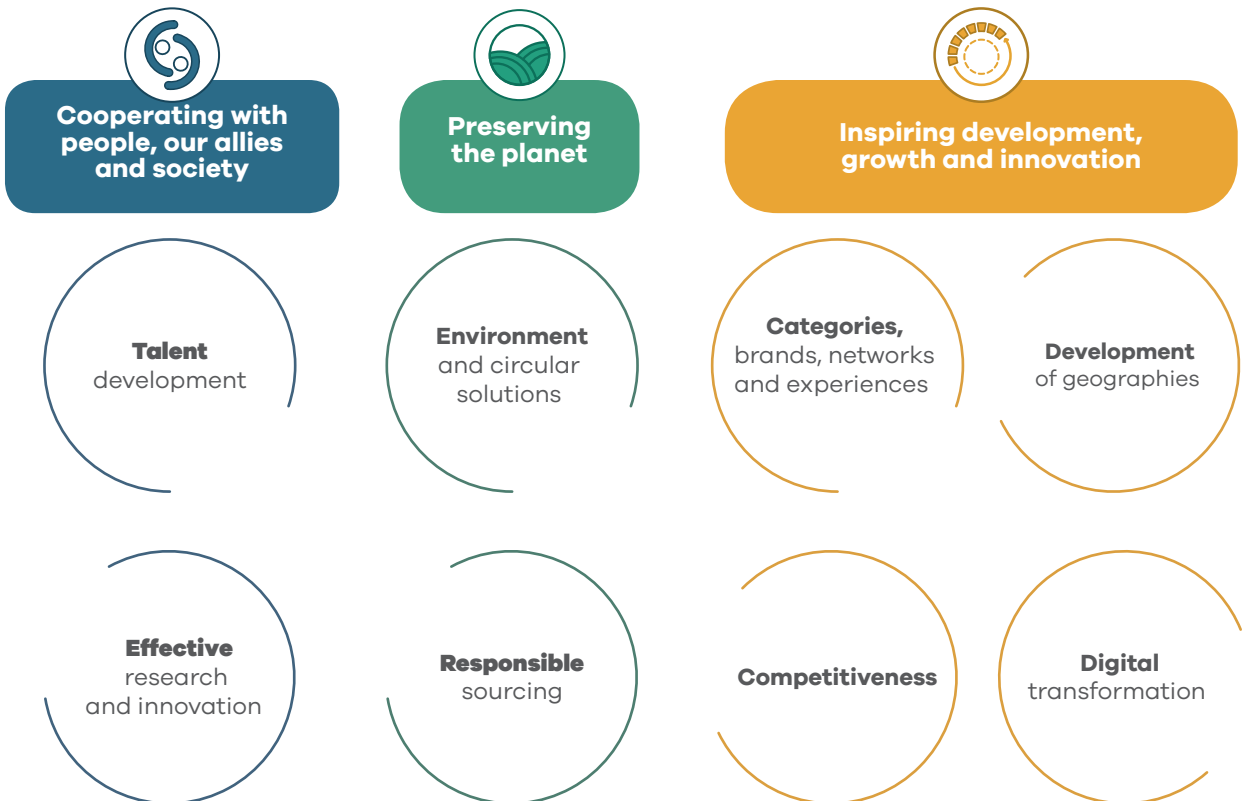 Cooperating with
people, our allies
and society
Preserving
the planet
Inspiring development,
growth and innovation
Talent
development
Environment
and circular
solutions
Categories,
brands, networks
and experiences
Development
of geographies
Effective
research
and innovation
Responsible
sourcing
Competitiveness
Digital
transformation